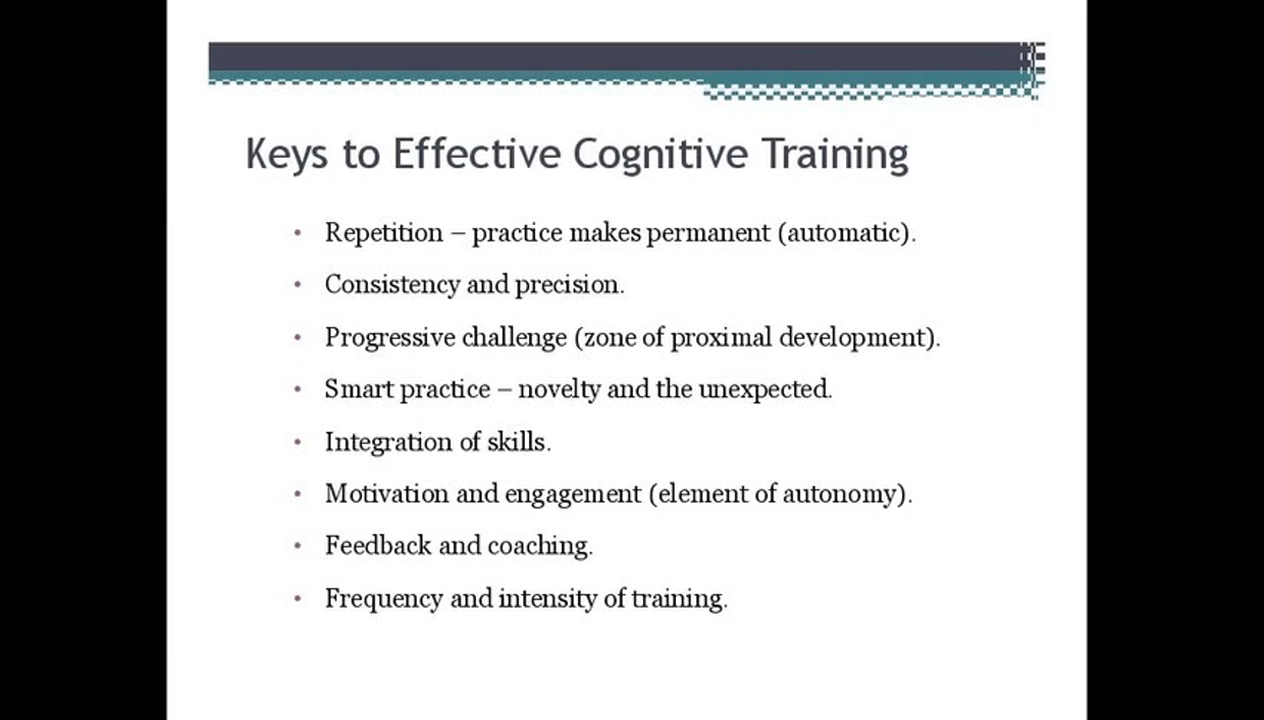 Keys to Effective Cognitive Training
• Repetition – practice makes permanent (automatic).
• Consistency and precision.
• Progressive challenge (zone of proximal development).
• Smart practice – novelty and the unexpected.
• Integration of skills.
• Motivation and engagement (element of autonomy).
• Feedback and coaching.
• Frequency and intensity of training.